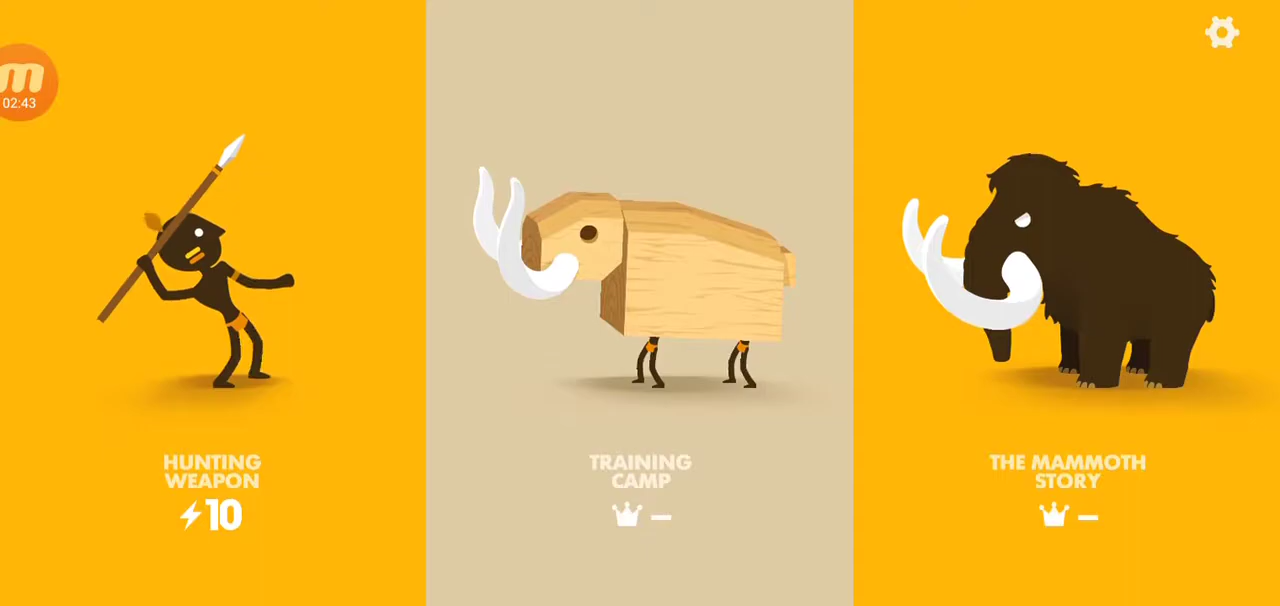 m
02:43
HUNTING
WEAPON
10
TRAINING
CAMP
–
THE MAMMOTH
STORY
–